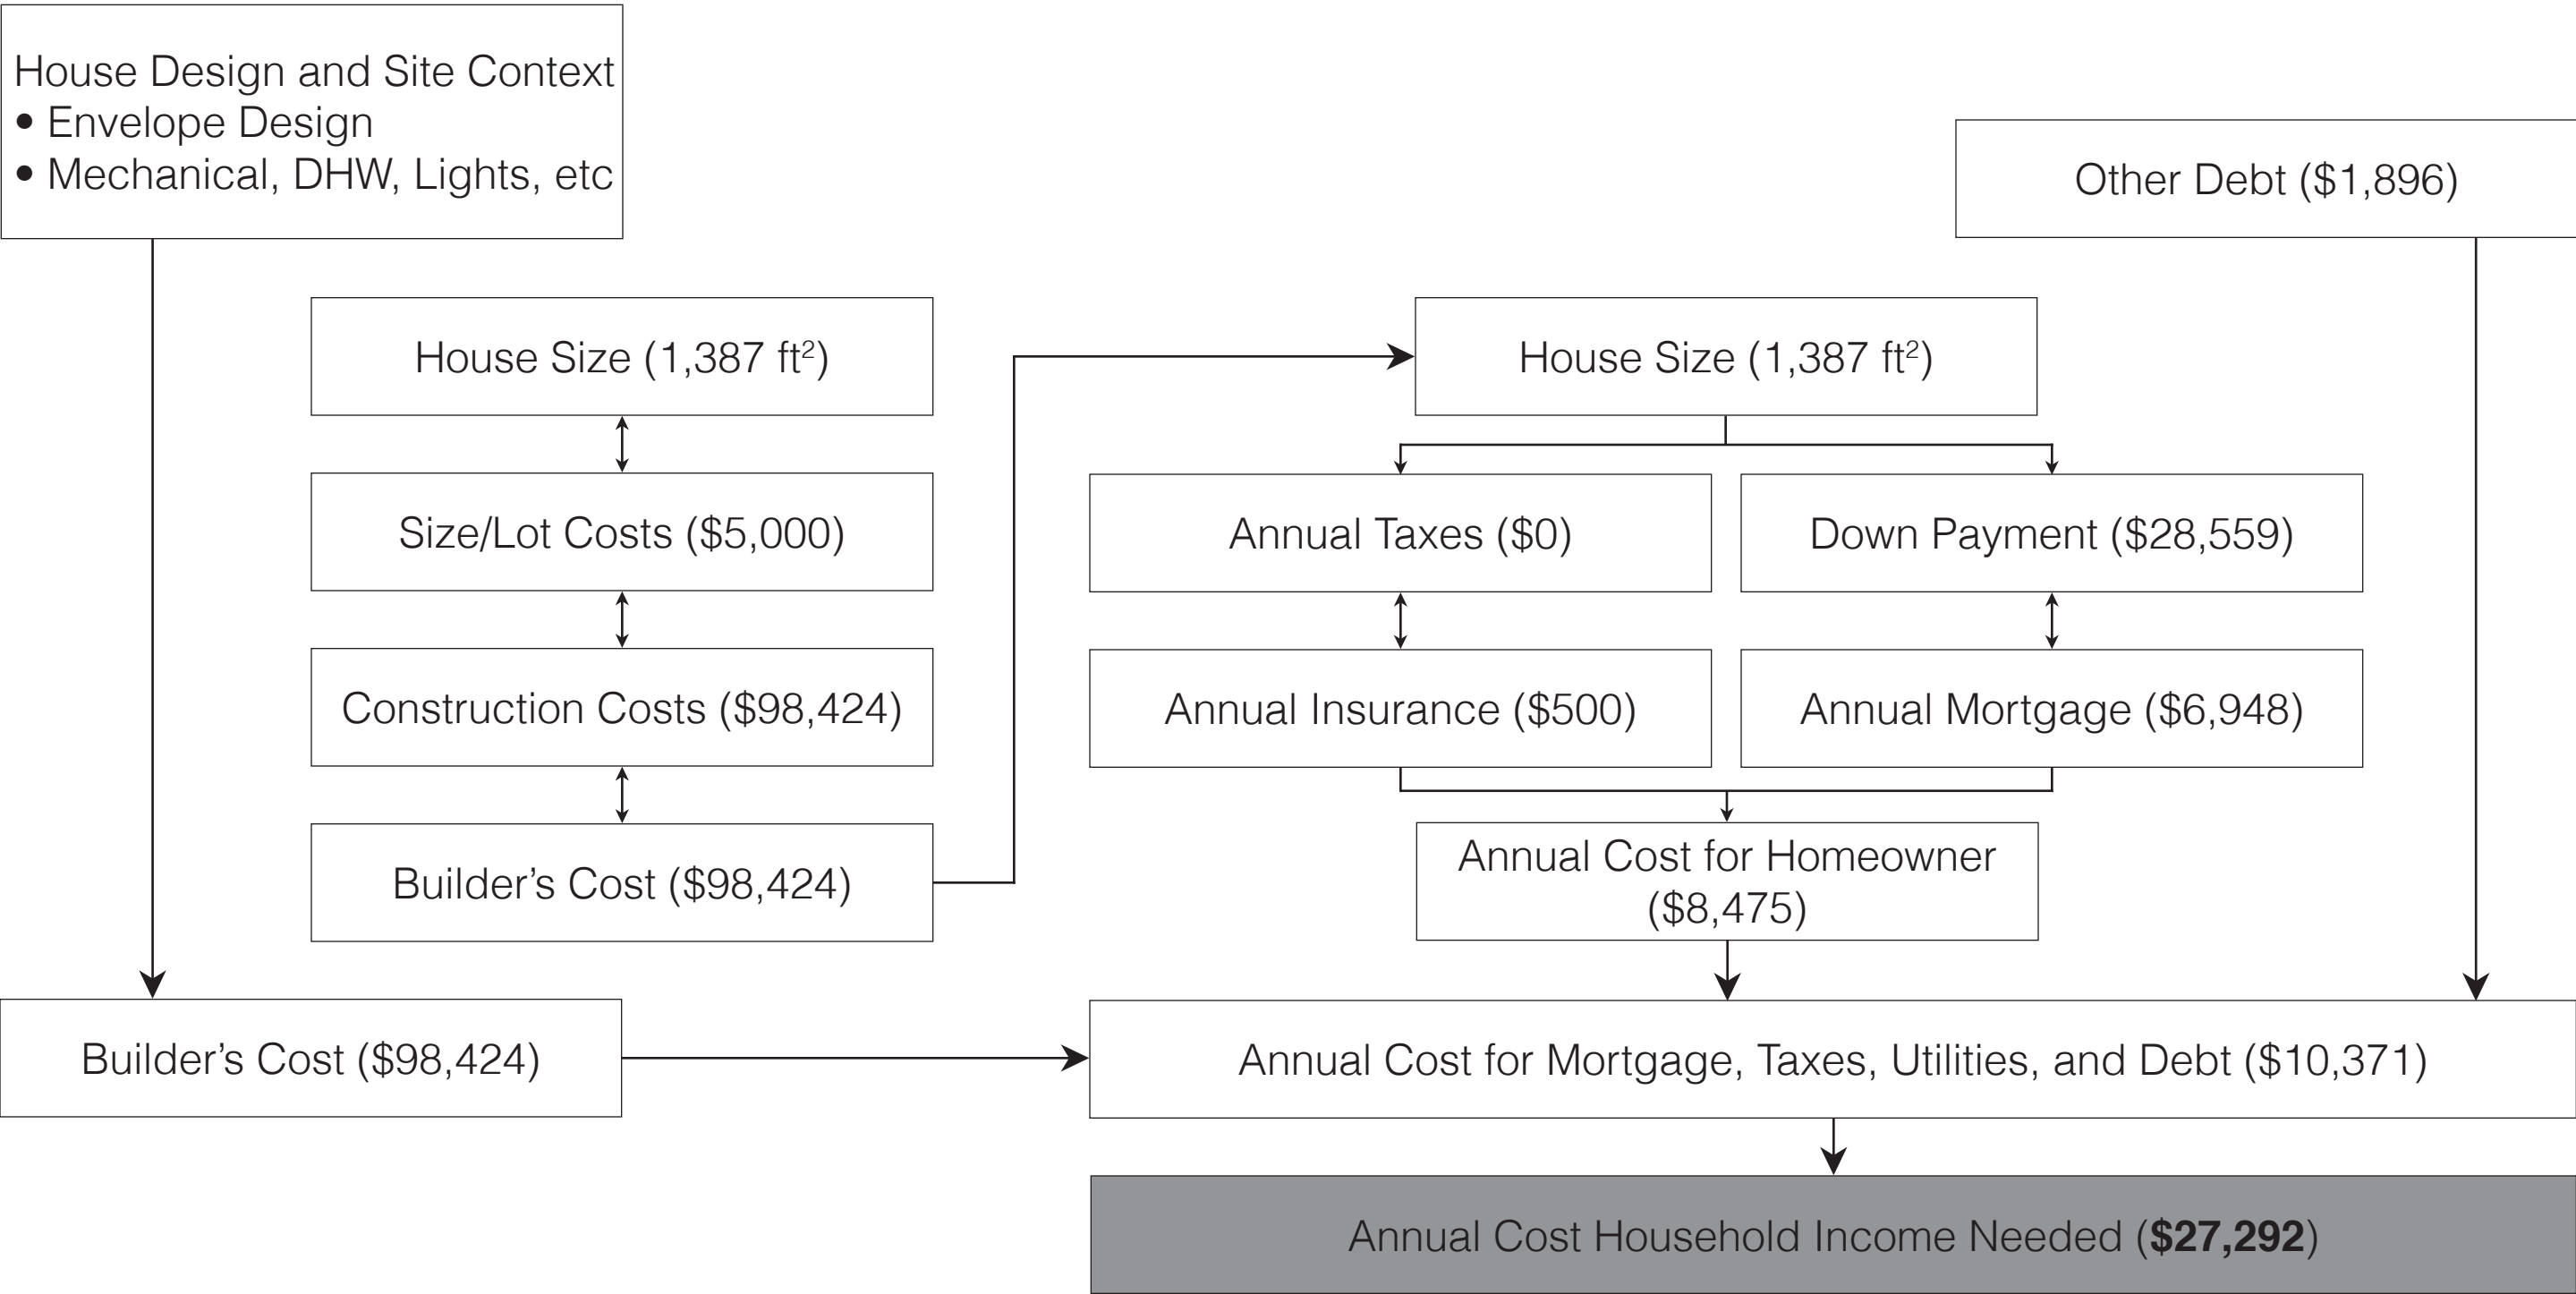 House Design and Site Context
• Envelope Design
• Mechanical, DHW, Lights, etc
Other Debt ($1,896)
House Size (1,387 ft²)
House Size (1,387 ft²)
Size/Lot Costs ($5,000)
Annual Taxes ($0)
Down Payment ($28,559)
Construction Costs ($98,424)
Annual Insurance ($500)
Annual Mortgage ($6,948)
Builder’s Cost ($98,424)
Annual Cost for Homeowner
($8,475)
Builder’s Cost ($98,424)
Annual Cost for Mortgage, Taxes, Utilities, and Debt ($10,371)
Annual Cost Household Income Needed ($27,292)